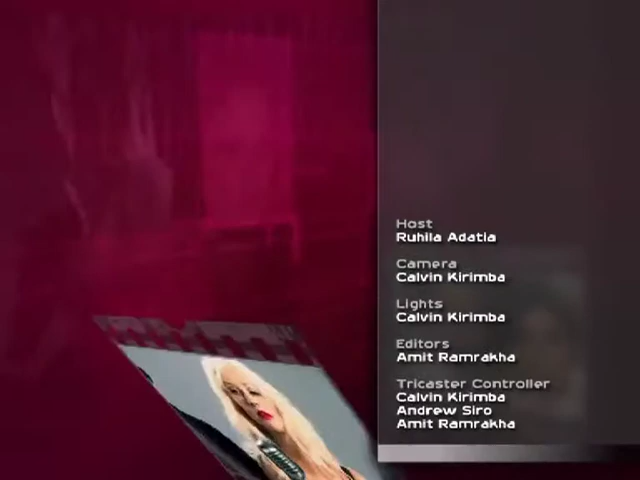 Host
Ruhila Adatia
Camera
Calvin Kirimba
Lights
Calvin Kirimba
Editors
Amit Ramrakha
Tricaster Controller
Calvin Kirimba
Andrew Siro
Amit Ramrakha